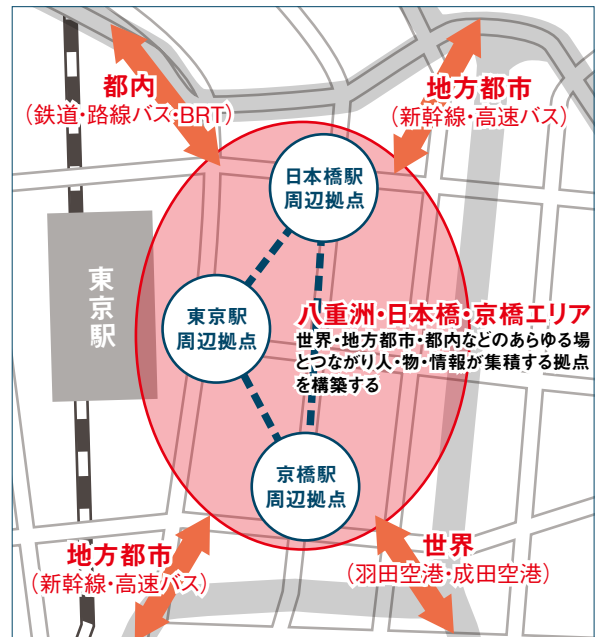 都内
(鉄道・路線バス・BRT)
地方都市
(新幹線・高速バス)
日本橋駅
周辺拠点
東京駅
東京駅
周辺拠点
八重洲・日本橋・京橋エリア
世界・地方都市・都内などのあらゆる場
とつながり人・物・情報が集積する拠点
を構築する
京橋駅
周辺拠点
地方都市
(新幹線・高速バス)
世界
(羽田空港・成田空港)